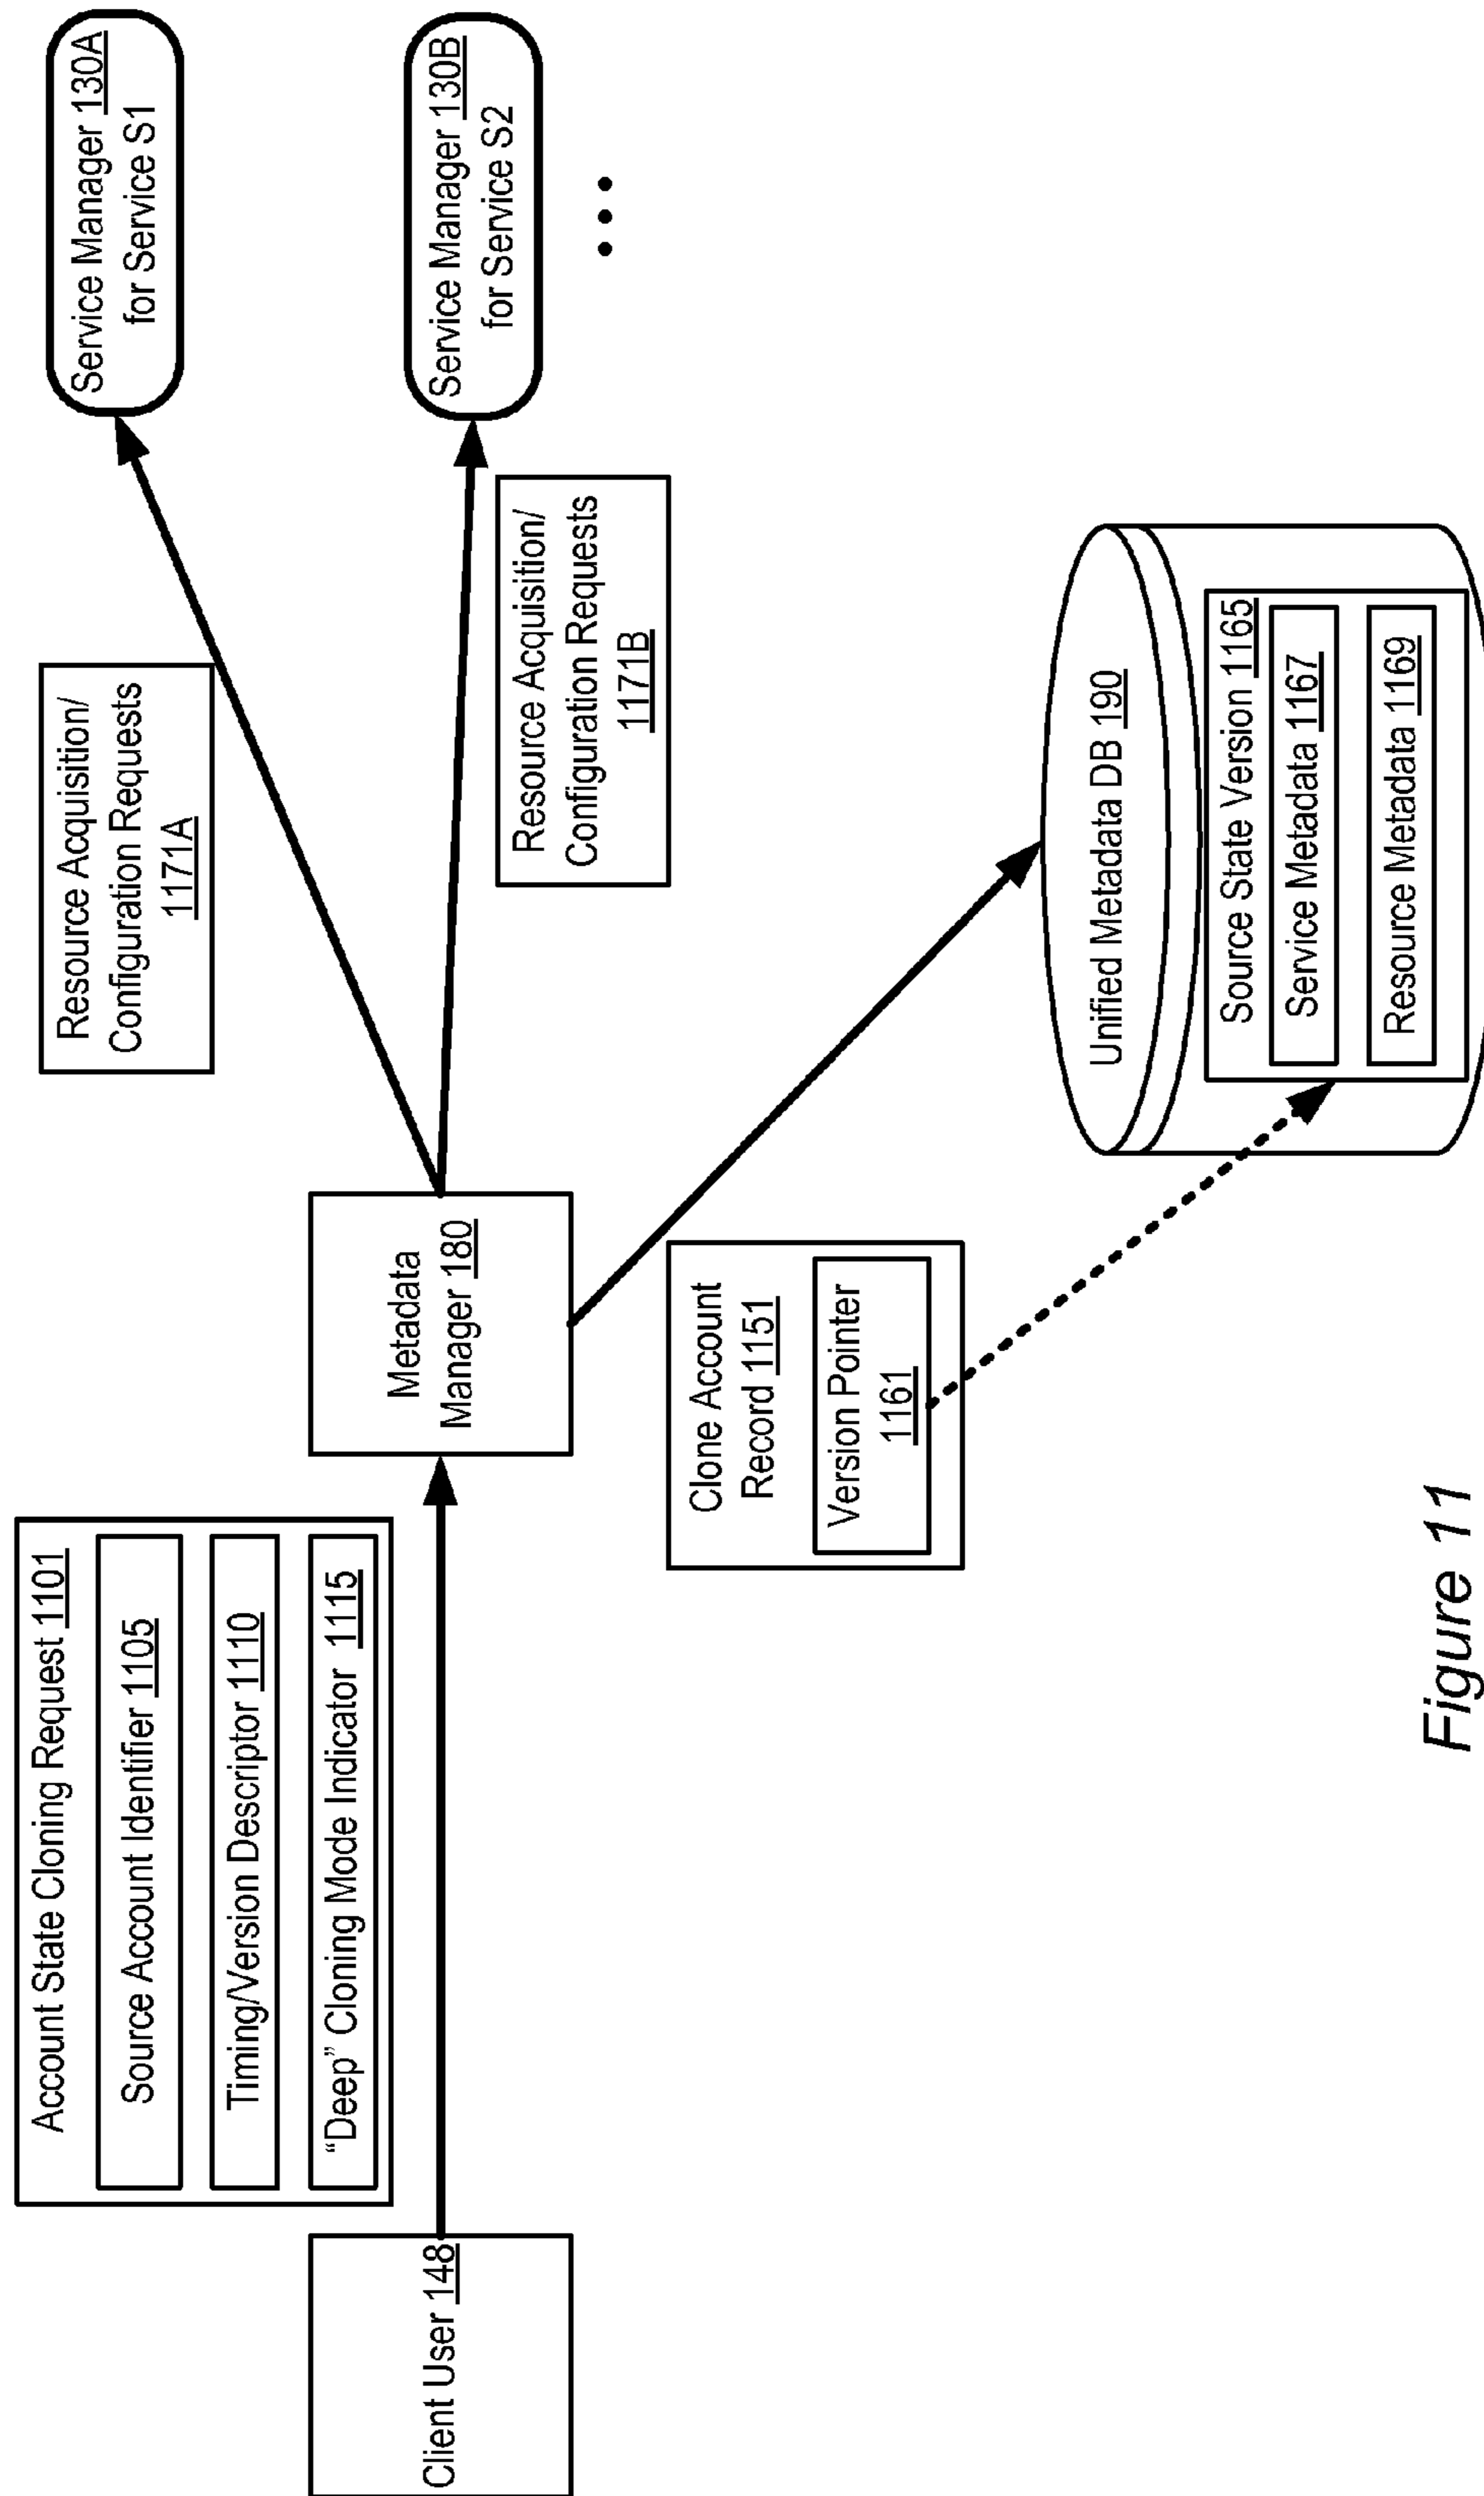 Account State Cloning Request 1101
Source Account Identifier 1105
Timing/Version Descriptor 1110
“Deep” Cloning Mode Indicator 1115
Client User 148
Metadata
Manager 180
Resource Acquisition/
Configuration Requests
1171A
Service Manager 130A
for Service S1
Service Manager 130B
for Service S2
Resource Acquisition/
Configuration Requests
1171B
Clone Account
Record 1151
Version Pointer
1161
Unified Metadata DB 190
Source State Version 1165
Service Metadata 1167
Resource Metadata 1169
Figure 11